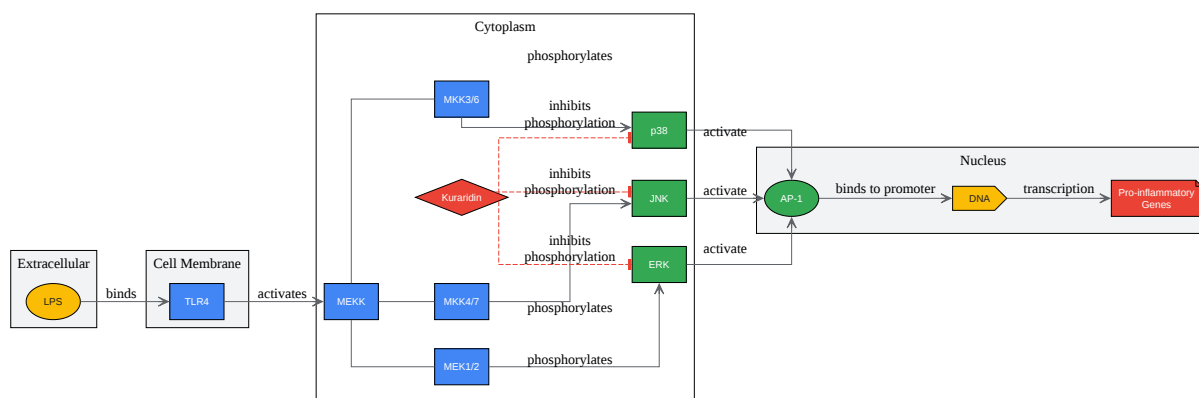 Cytoplasm
phosphorylates
MKK3/6
inhibits
phosphorylation
p38
activate
Nucleus
Kuraridin
inhibits
phosphorylation
JNK
activate
AP-1
binds to promoter
DNA
transcription
Pro-inflammatory
Genes
inhibits
phosphorylation
ERK
activate
Extracellular
LPS
binds
Cell Membrane
TLR4
activates
MEKK
MKK4/7
phosphorylates
MEK1/2
phosphorylates